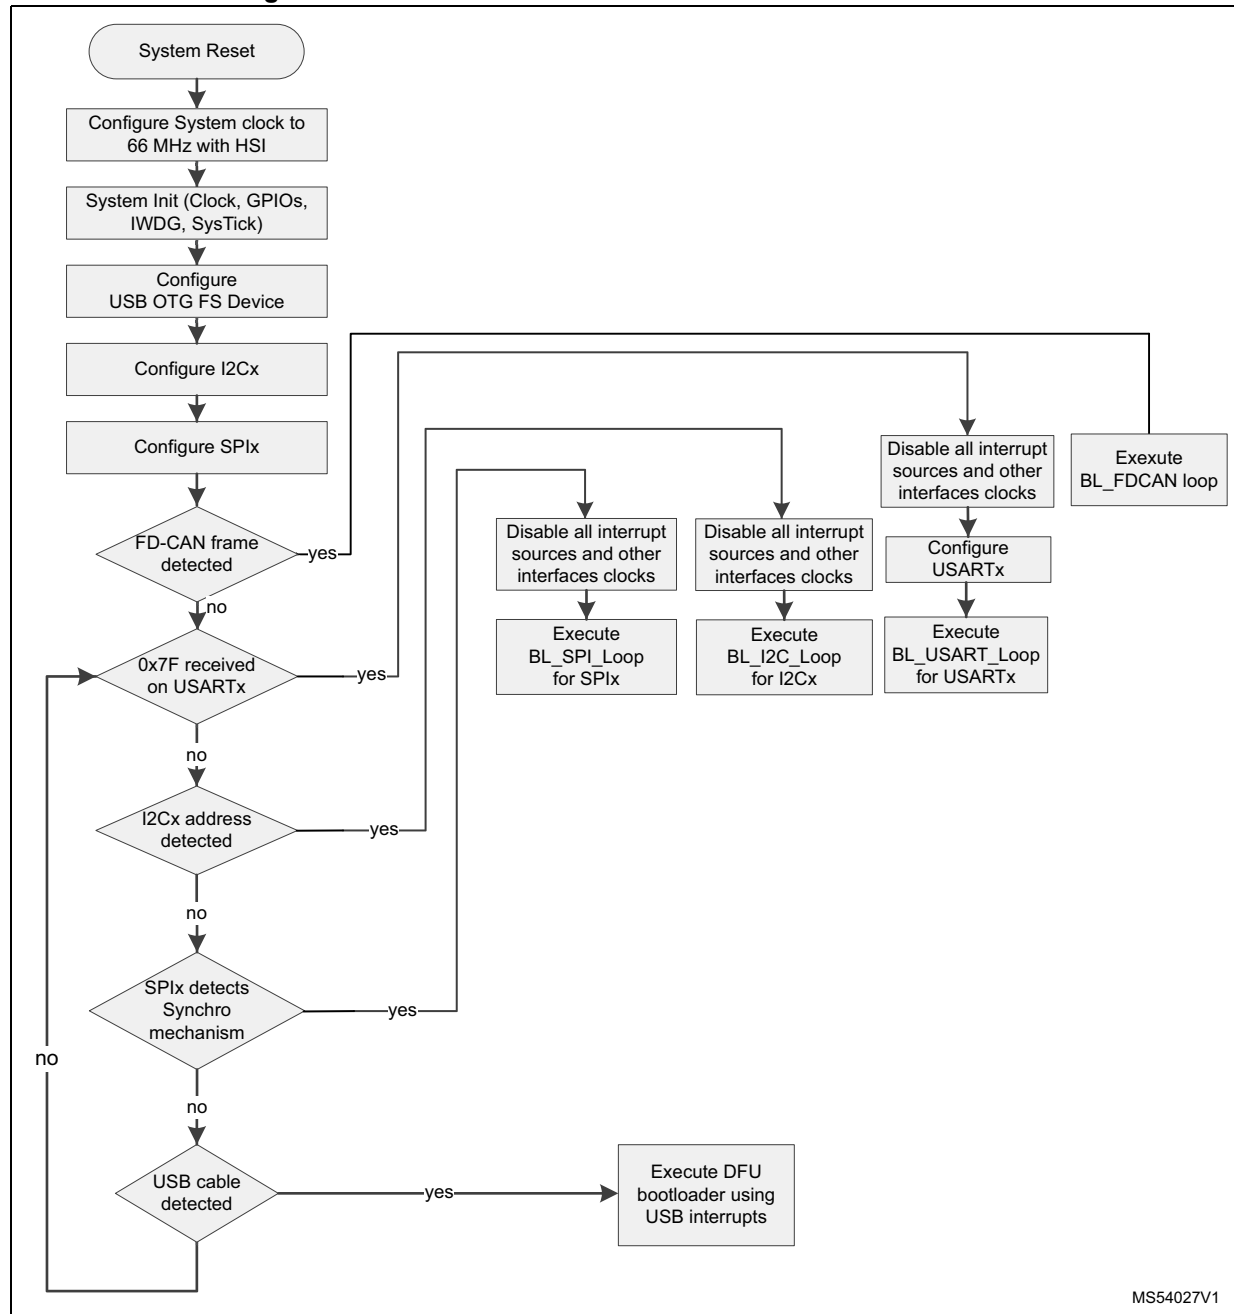 System Reset
Configure System clock to
66 MHz with HSI
System Init (Clock, GPIOs,
IWDG, SysTick)
Configure
USB OTG FS Device
Configure I2Cx
Configure SPIx
FD-CAN frame
detected
yes
no
0x7F received
on USARTx
yes
no
I2Cx address
detected
yes
no
SPIx detects
Synchro
mechanism
yes
no
USB cable
detected
yes
no
Disable all interrupt
sources and other
interfaces clocks
Execute
BL_SPI_Loop
for SPIx
Disable all interrupt
sources and other
interfaces clocks
Execute
BL_I2C_Loop
for I2Cx
Disable all interrupt
sources and other
interfaces clocks
Configure
USARTx
Execute
BL_USART_Loop
for USARTx
Exexute
BL_FDCAN loop
Execute DFU
bootloader using
USB interrupts
MS54027V1